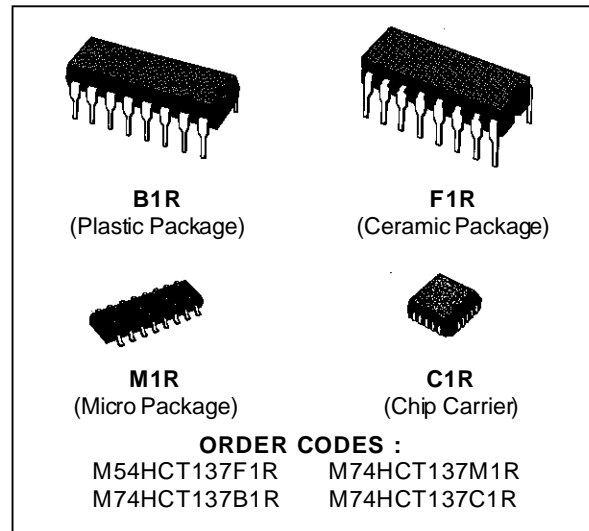 B1R
(Plastic Package)
F1R
(Ceramic Package)
M1R
(Micro Package)
C1R
(Chip Carrier)
ORDER CODES :
M54HCT137F1R M74HCT137M1R
M74HCT137B1R M74HCT137C1R